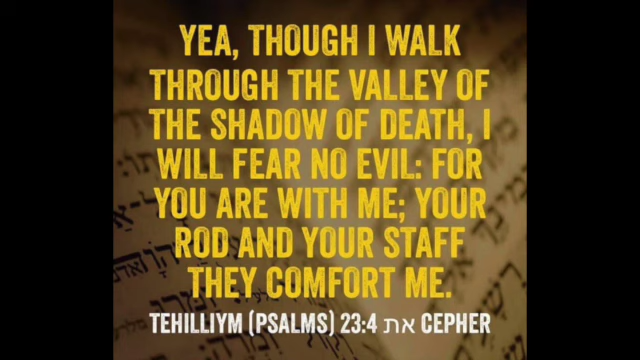 YEA, THOUGH I WALK
THROUGH THE VALLEY OF
THE SHADOW OF DEATH, I
WILL FEAR NO EVIL: FOR
YOU ARE WITH ME; YOUR
ROD AND YOUR STAFF
THEY COMFORT ME.
TEHILLIYM (PSALMS) 23:4 את CEPHER